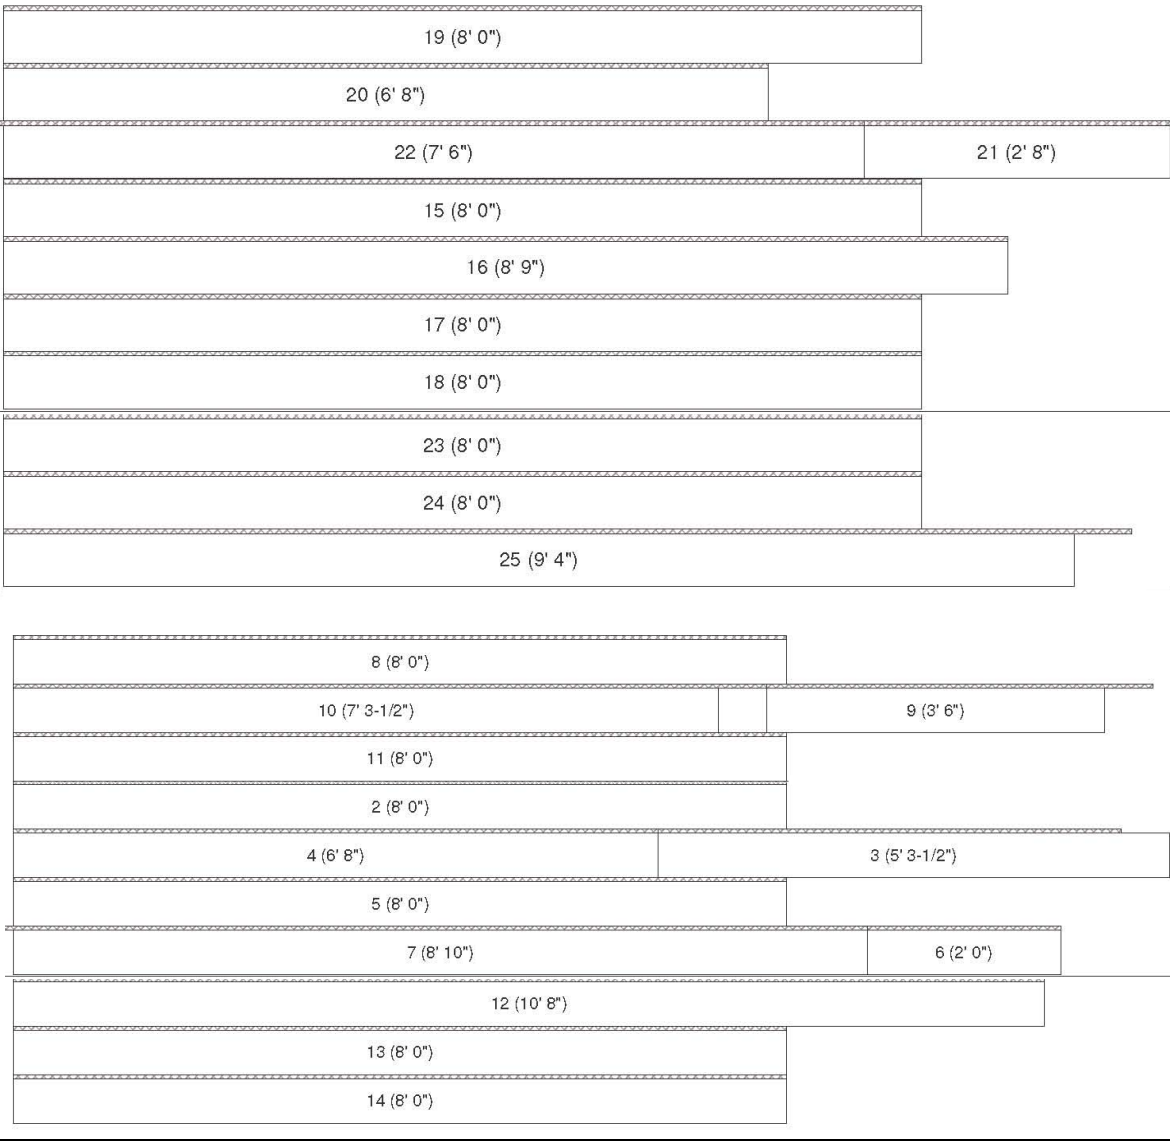 19 (8' 0")
20 (6' 8")
22 (7' 6") 21 (2' 8")
15 (8' 0")
16 (8' 9")
17 (8' 0")
18 (8' 0")
23 (8' 0")
24 (8' 0")
25 (9' 4")
8 (8' 0")
10 (7' 3-1/2") 9 (3' 6")
11 (8' 0")
2 (8' 0")
4 (6' 8") 3 (5' 3-1/2")
5 (8' 0")
7 (8' 10") 6 (2' 0")
12 (10' 8")
13 (8' 0")
14 (8' 0")